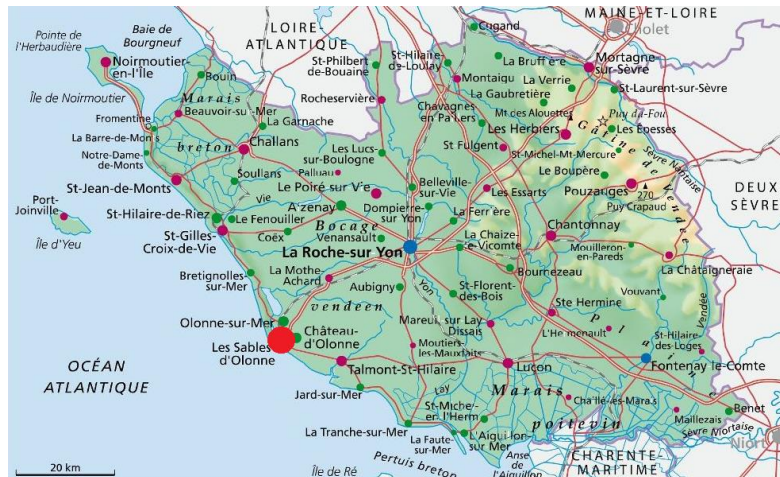 MAINE-ET-LOIRE
Cholet
LOIRE-
ATLANTIQUE
Baie de
Bourgneuf
Pointe de
l'Herbaudière
Cugand
Noirmoutier-
en-l'Île
St-Philbert
de-Bouaine
St-Hilaire-
de-Loulay
La Bruffère
Mortagne
sur-Sèvre
Bouin
Montaigu
La Verrie
St-Laurent-sur-Sèvre
Île de Noirmoutier
Marais
breton
Rocheservière
La Gaubretière
Beauvoir-sur-Mer
Chavagnes
en Paillers
Mt des Alouettes
Puy-du-Fou
Fromentine
La Garnache
Les Herbiers
Les Epesses
La Barre-de-Monts
Challans
Les Lucs
sur-Boulogne
St Fulgent
St-Michel-Mt-Mercure
Gâtine de Vendée
Sèvre Nantaise
Notre-Dame
de-Monts
Palluau
Le Boupère
Soullans
St-Jean-de-Monts
Le Poiré sur Vie
Belleville-
sur-Vie
Les Essarts
Pouzauges
DEUX
SÈVRE
Port-
Joinville
Vie
270
Puy Crapaud
St-Hilaire-de-Riez
Le Fenouiller
Aizenay
Dompierre-
sur Yon
La Ferrière
Île d'Yeu
St-Gilles-
Croix-de-Vie
Coëx
Bocage
vendéen
Venansault
La Chaize-
le-Vicomte
Chantonnay
Mouilleron-
en-Pareds
La Roche-sur Yon
La Châtaigneraie
Bretignolles-
sur-Mer
La Mothe-
Achard
Bournezeau
Aubigny
Yon
St-Florent-
des-Bois
Vouvant
Vendée
Ste Hermine
Olonne-sur-Mer
Château-
d'Olonne
Mareuil sur Lay
Dissais
L'Hermenault
Plaine
St-Hilaire
des Loges
OCÉAN
ATLANTIQUE
Les Sables
d'Olonne
Moutiers-
les-Mauxfaits
Talmont-St-Hilaire
Luçon
Fontenay le-Comte
Lay
Marais
poitevin
Jard-sur-Mer
St-Michel-
en l'Herm
Chaillé-les-Marais
Benet
Maillezais
Sèvre Niortaise
La Tranche-sur-Mer
La Faute-
sur Mer
L'Aiguillon-
sur Mer
Niort
Île de Ré
Pertuis breton
Anse de
l'Aiguillon
CHARENTE-
MARITIME
20 km